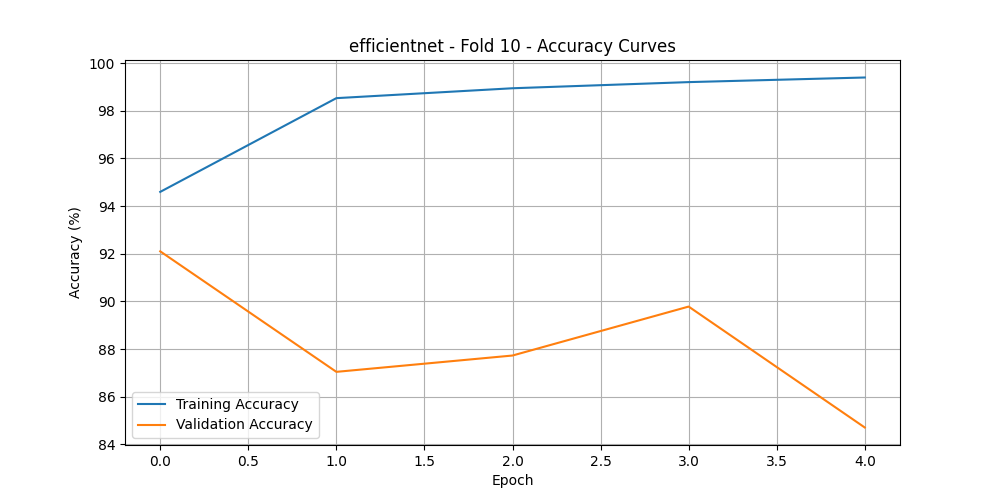 efficientnet - Fold 10 - Accuracy Curves
100
98
96
94
92
90
88
86
84
Accuracy (%)
Training Accuracy
Validation Accuracy
0.0 0.5 1.0 1.5 2.0 2.5 3.0 3.5 4.0
Epoch